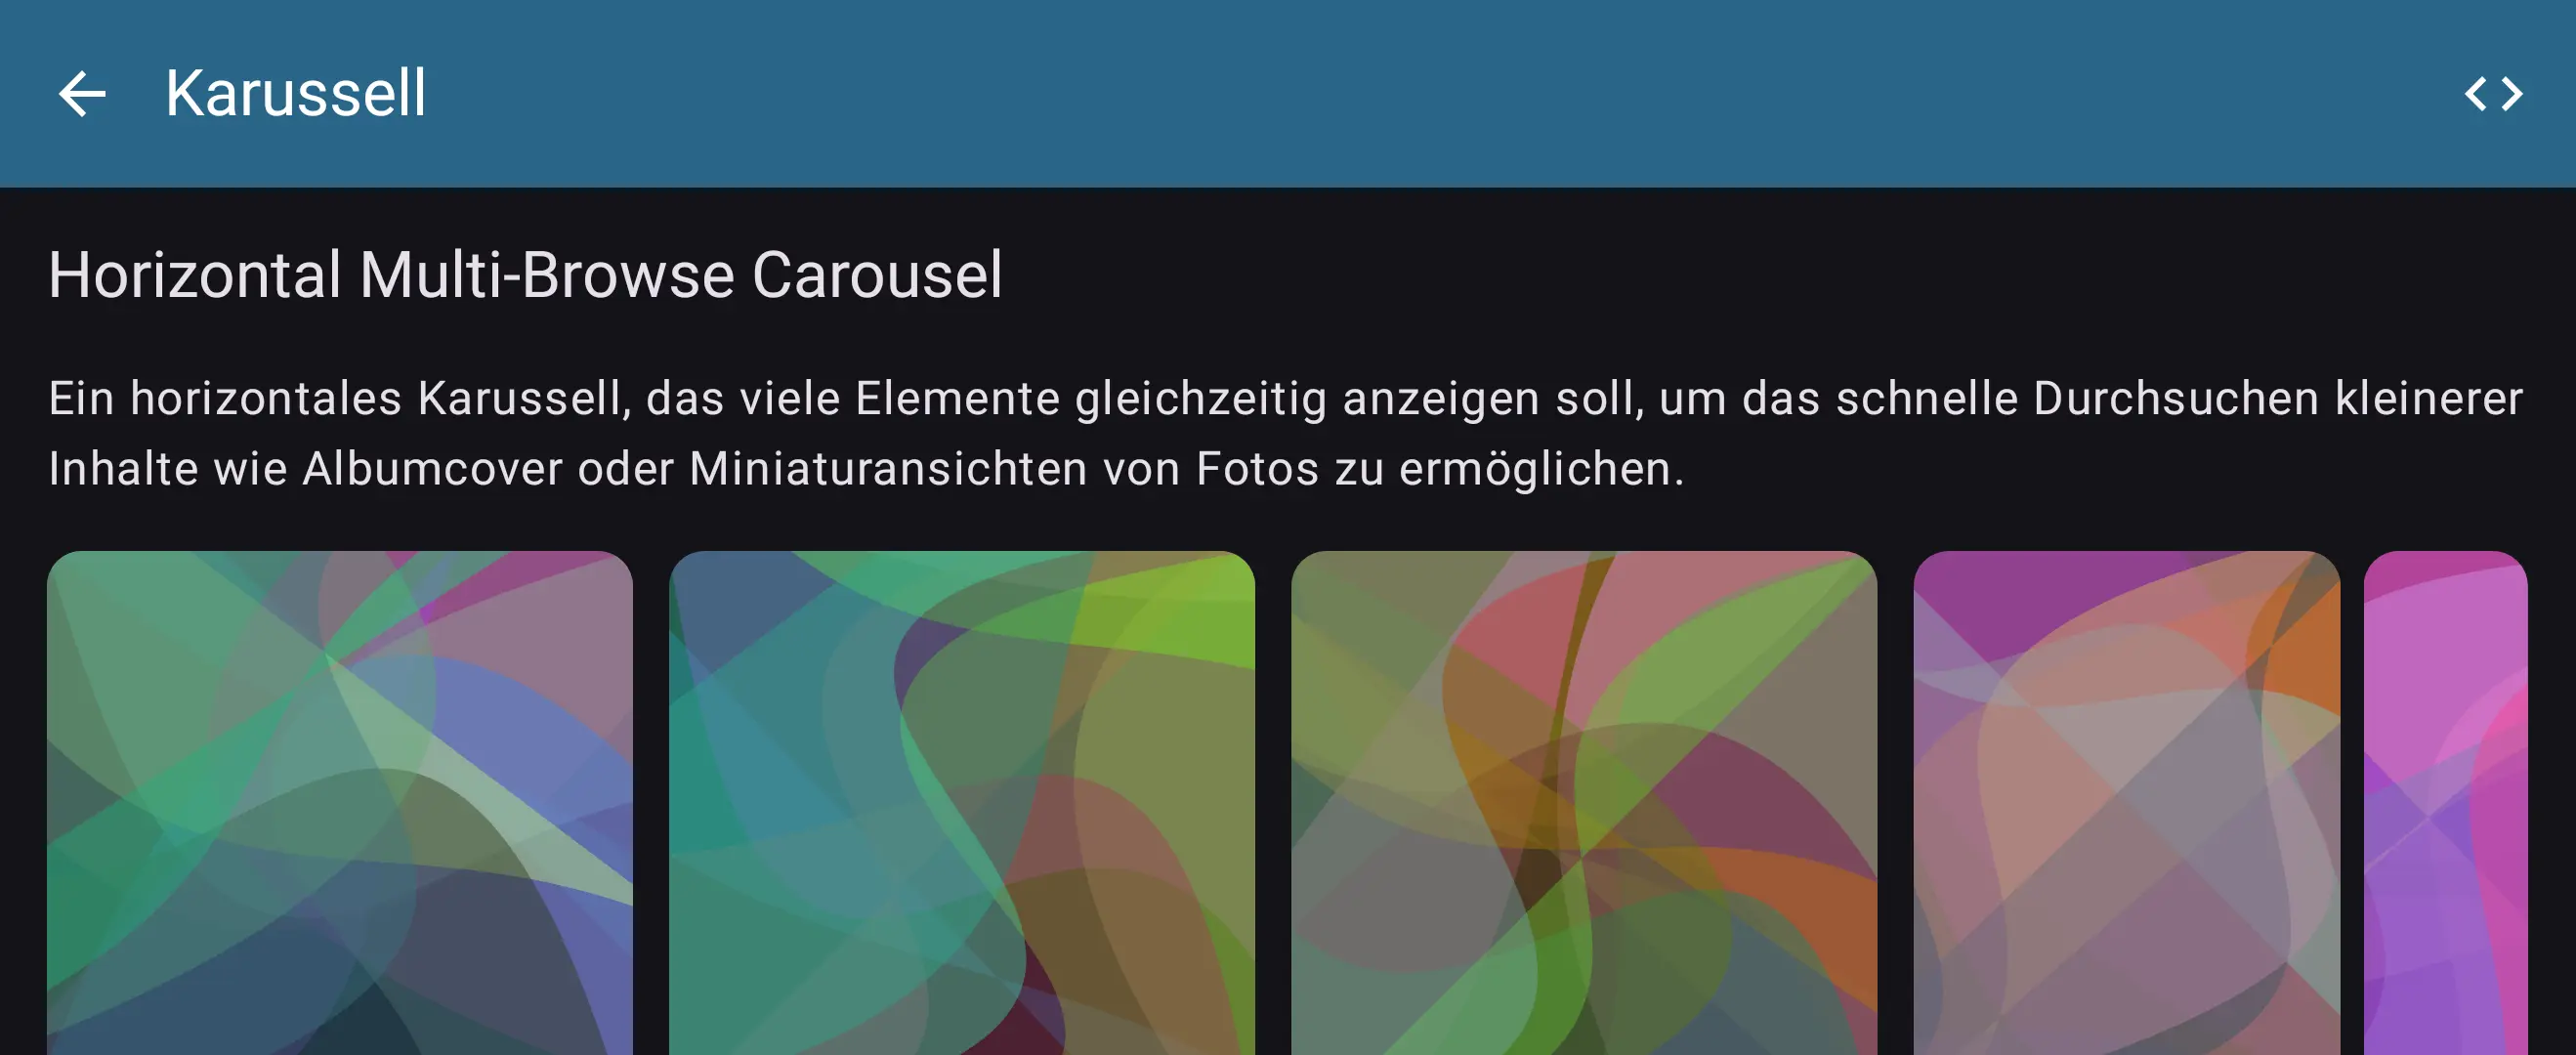 Karussell
Horizontal Multi-Browse Carousel
Ein horizontales Karussell, das viele Elemente gleichzeitig anzeigen soll, um das schnelle Durchsuchen kleinerer
Inhalte wie Albumcover oder Miniaturansichten von Fotos zu ermöglichen.